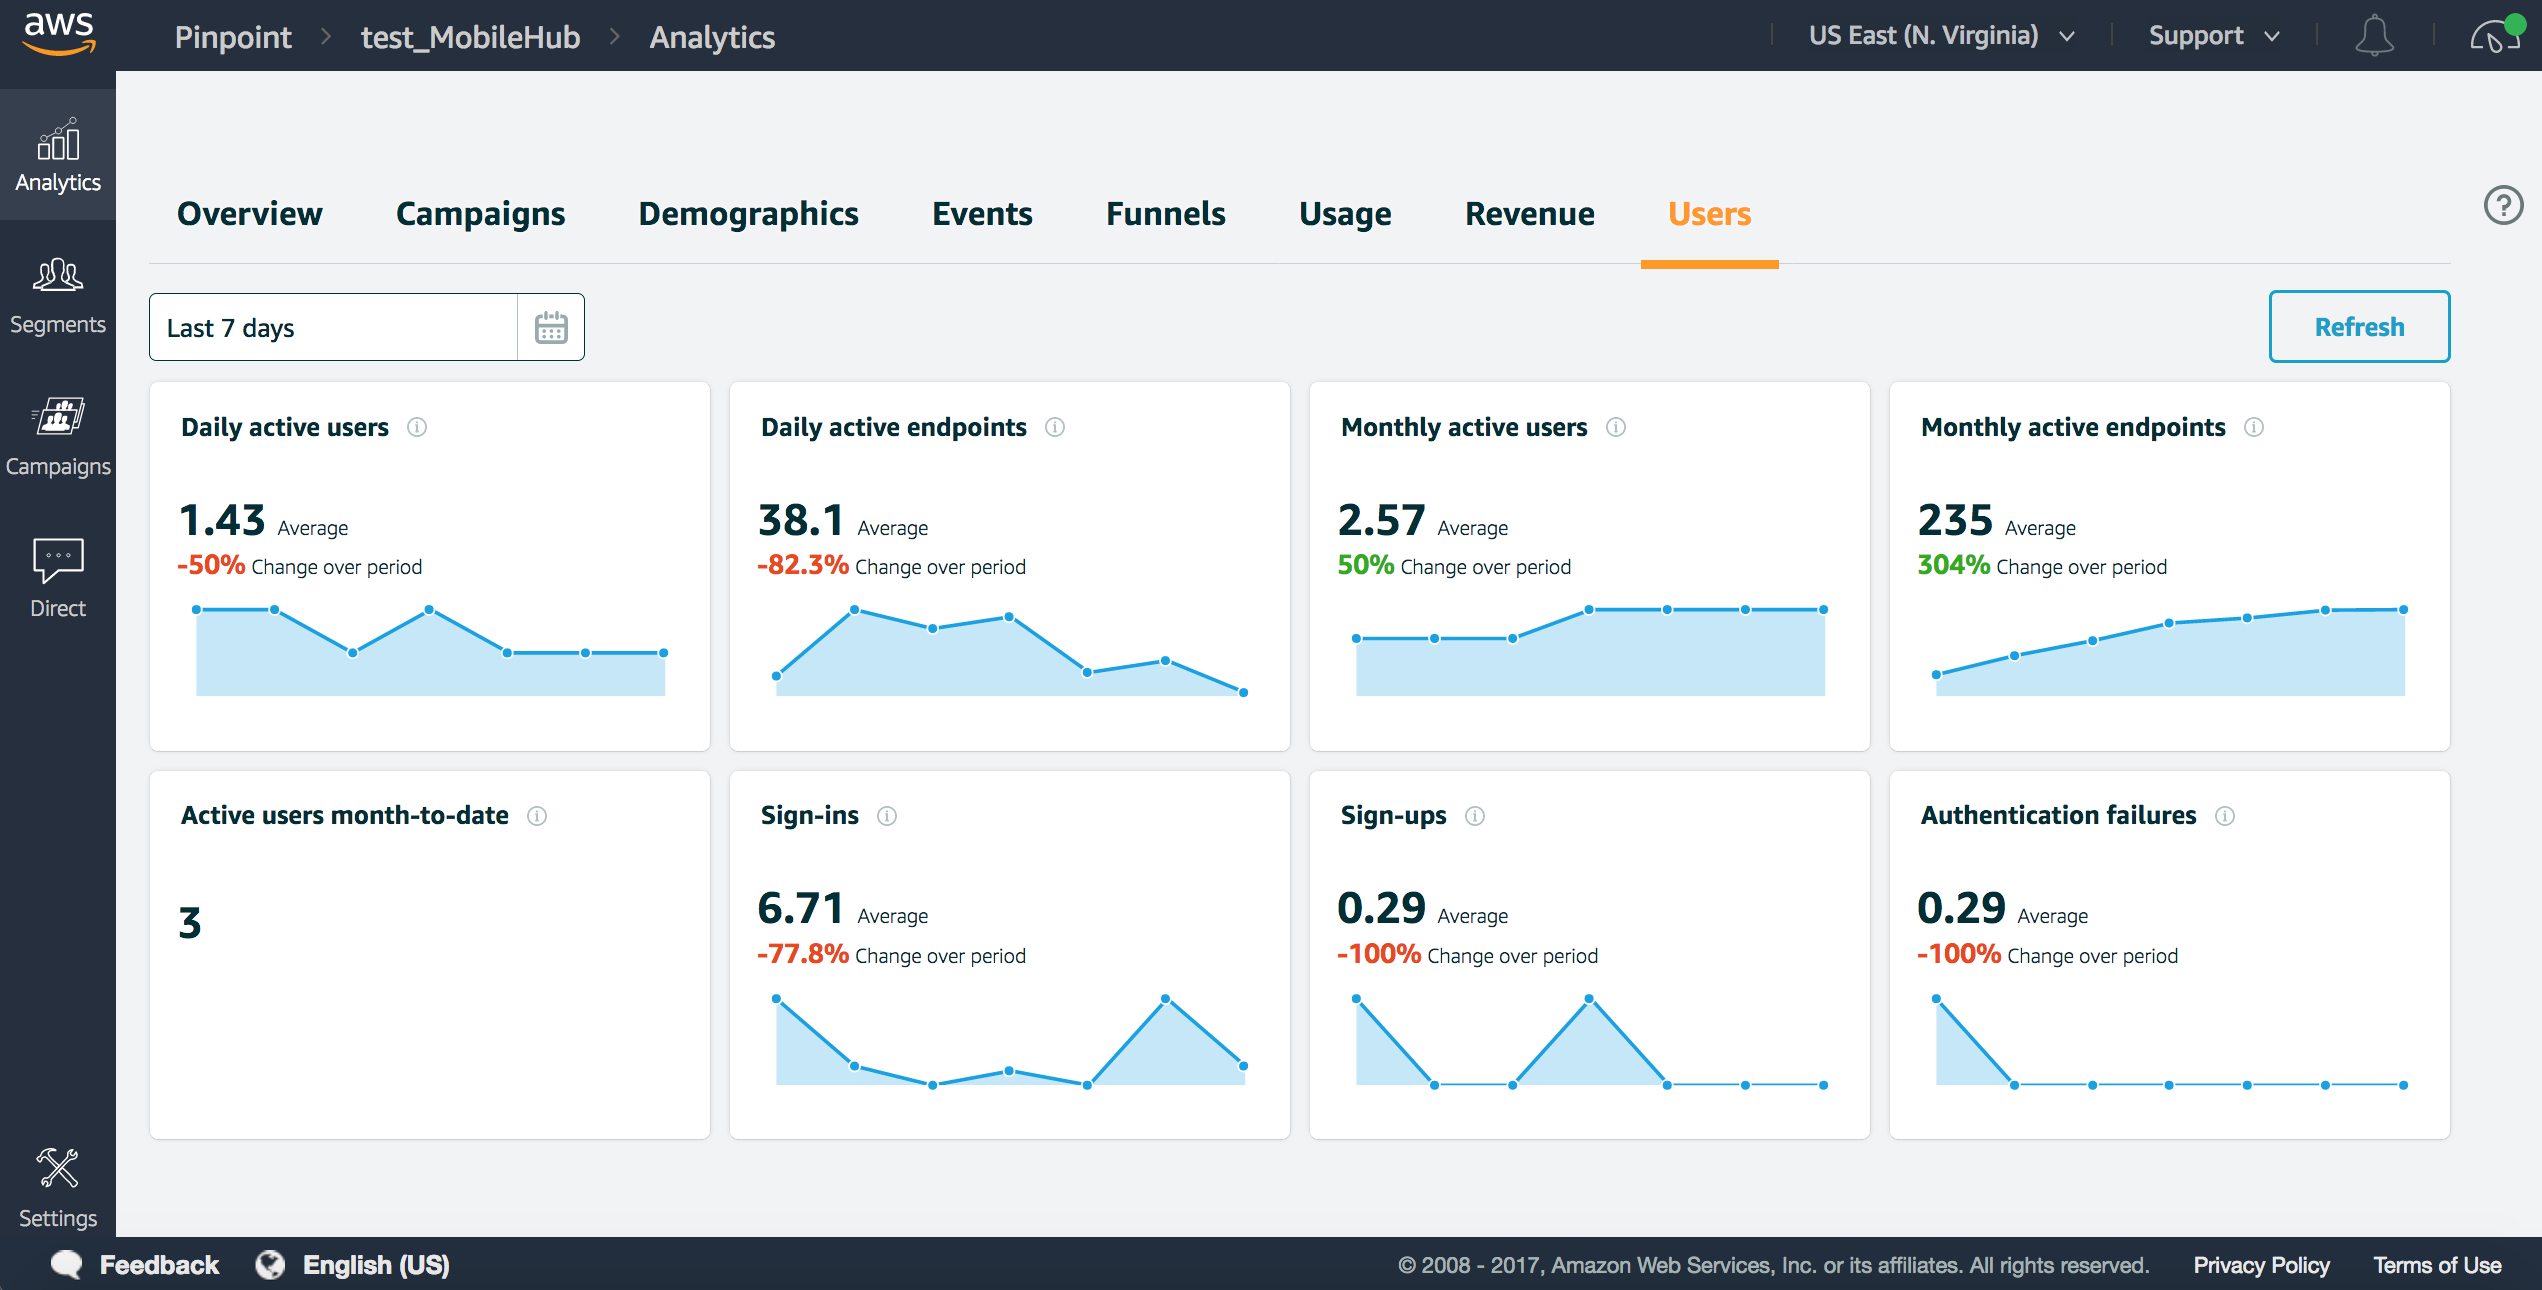 aws
Pinpoint > test_MobileHub > Analytics
US East (N. Virginia)
Support
Analytics
Segments
Campaigns
Direct
Settings
Overview Campaigns Demographics Events Funnels Usage Revenue Users
?
Last 7 days
Refresh
Daily active users i
1.43 Average
-50% Change over period
Daily active endpoints i
38.1 Average
-82.3% Change over period
Monthly active users i
2.57 Average
50% Change over period
Monthly active endpoints i
235 Average
304% Change over period
Active users month-to-date i
3
Sign-ins i
6.71 Average
-77.8% Change over period
Sign-ups i
0.29 Average
-100% Change over period
Authentication failures i
0.29 Average
-100% Change over period
Feedback
English (US)
© 2008 - 2017, Amazon Web Services, Inc. or its affiliates. All rights reserved.
Privacy Policy
Terms of Use